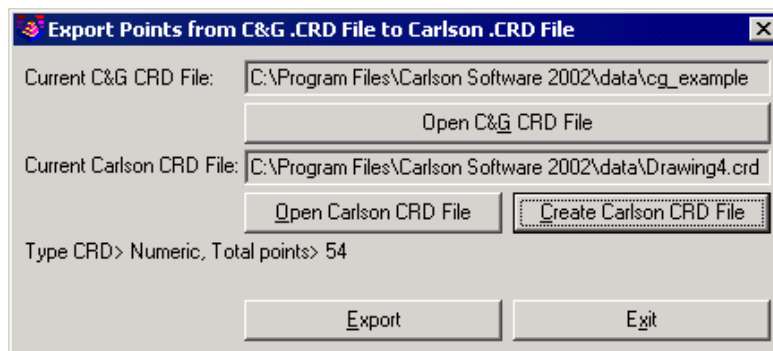 Export Points from C&G .CRD File to Carlson .CRD File
Current C&G CRD File: C:\Program Files\Carlson Software 2002\data\cg_example
Open C&G CRD File
Current Carlson CRD File: C:\Program Files\Carlson Software 2002\data\Drawing4.crd
Open Carlson CRD File Create Carlson CRD File
Type CRD> Numeric, Total points> 54
Export Exit